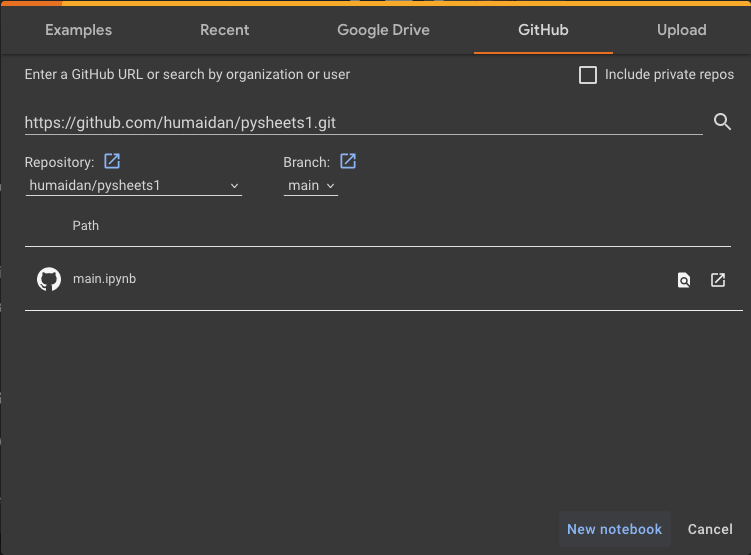 Examples Recent Google Drive GitHub Upload
Enter a GitHub URL or search by organization or user Include private repos
https://github.com/humaidan/pysheets1.git
Repository: Branch:
humaidan/pysheets1 main
Path
main.ipynb
New notebook Cancel